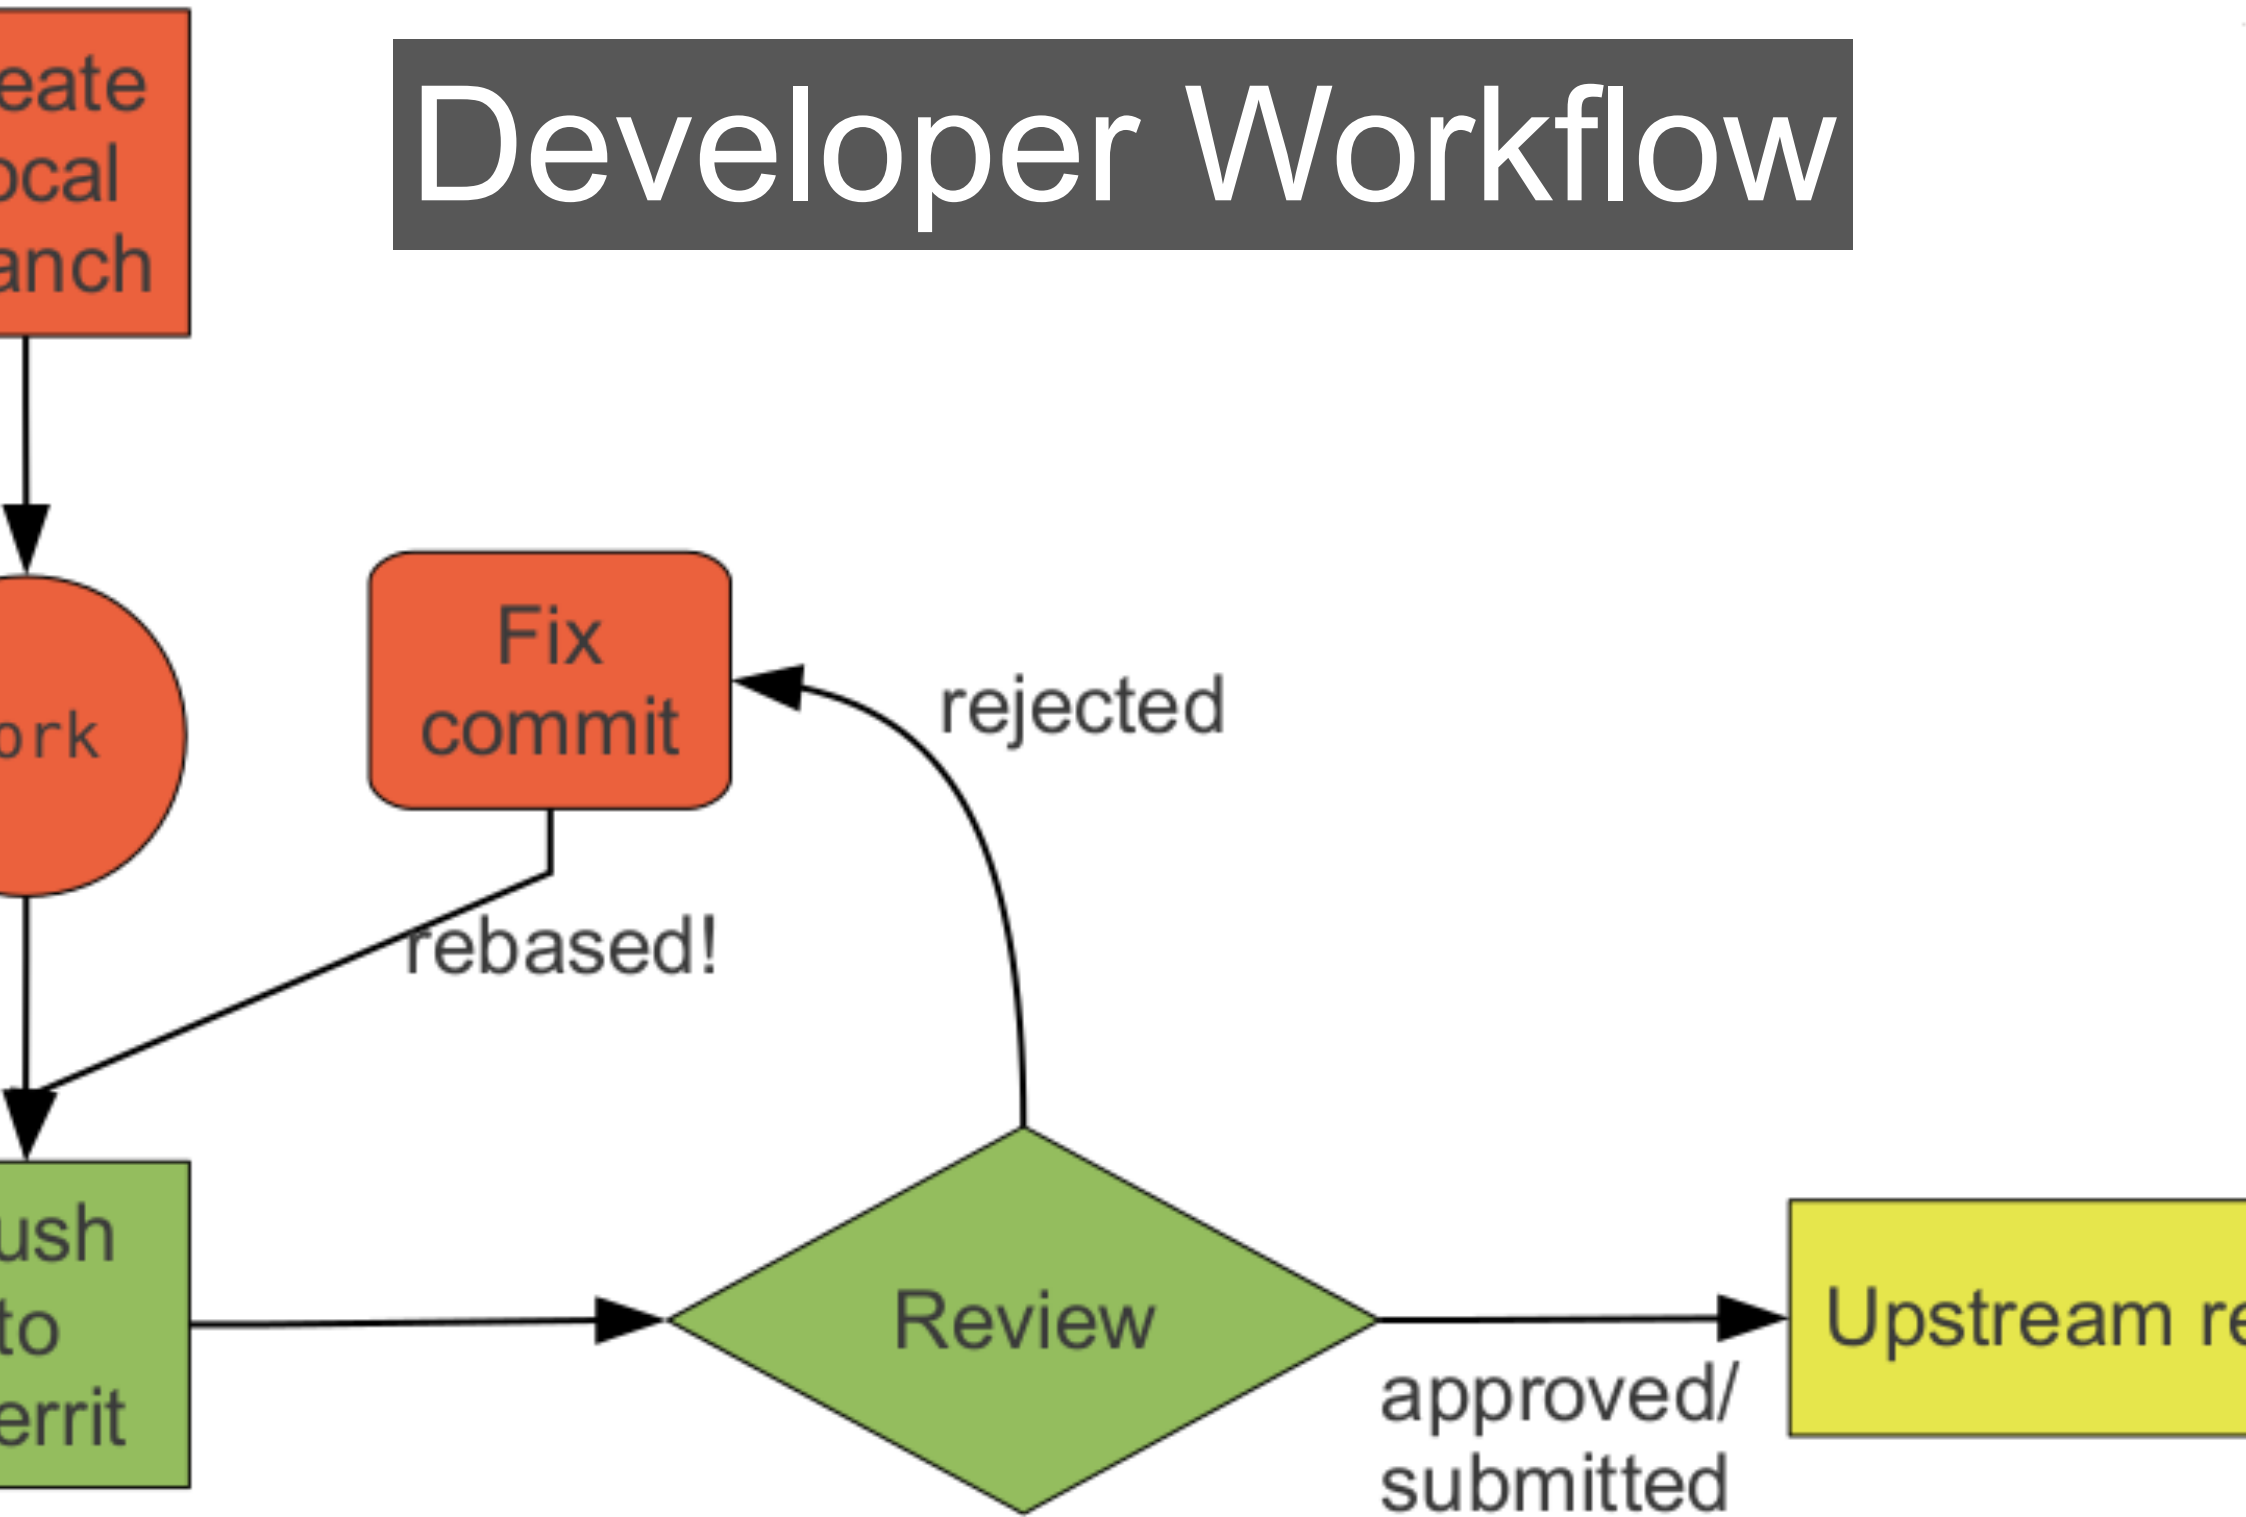 Developer Workflow
eate
ocal
anch
Fix
commit
rejected
ork
rebased!
ush
to
errit
Review
Upstream re
approved/
submitted